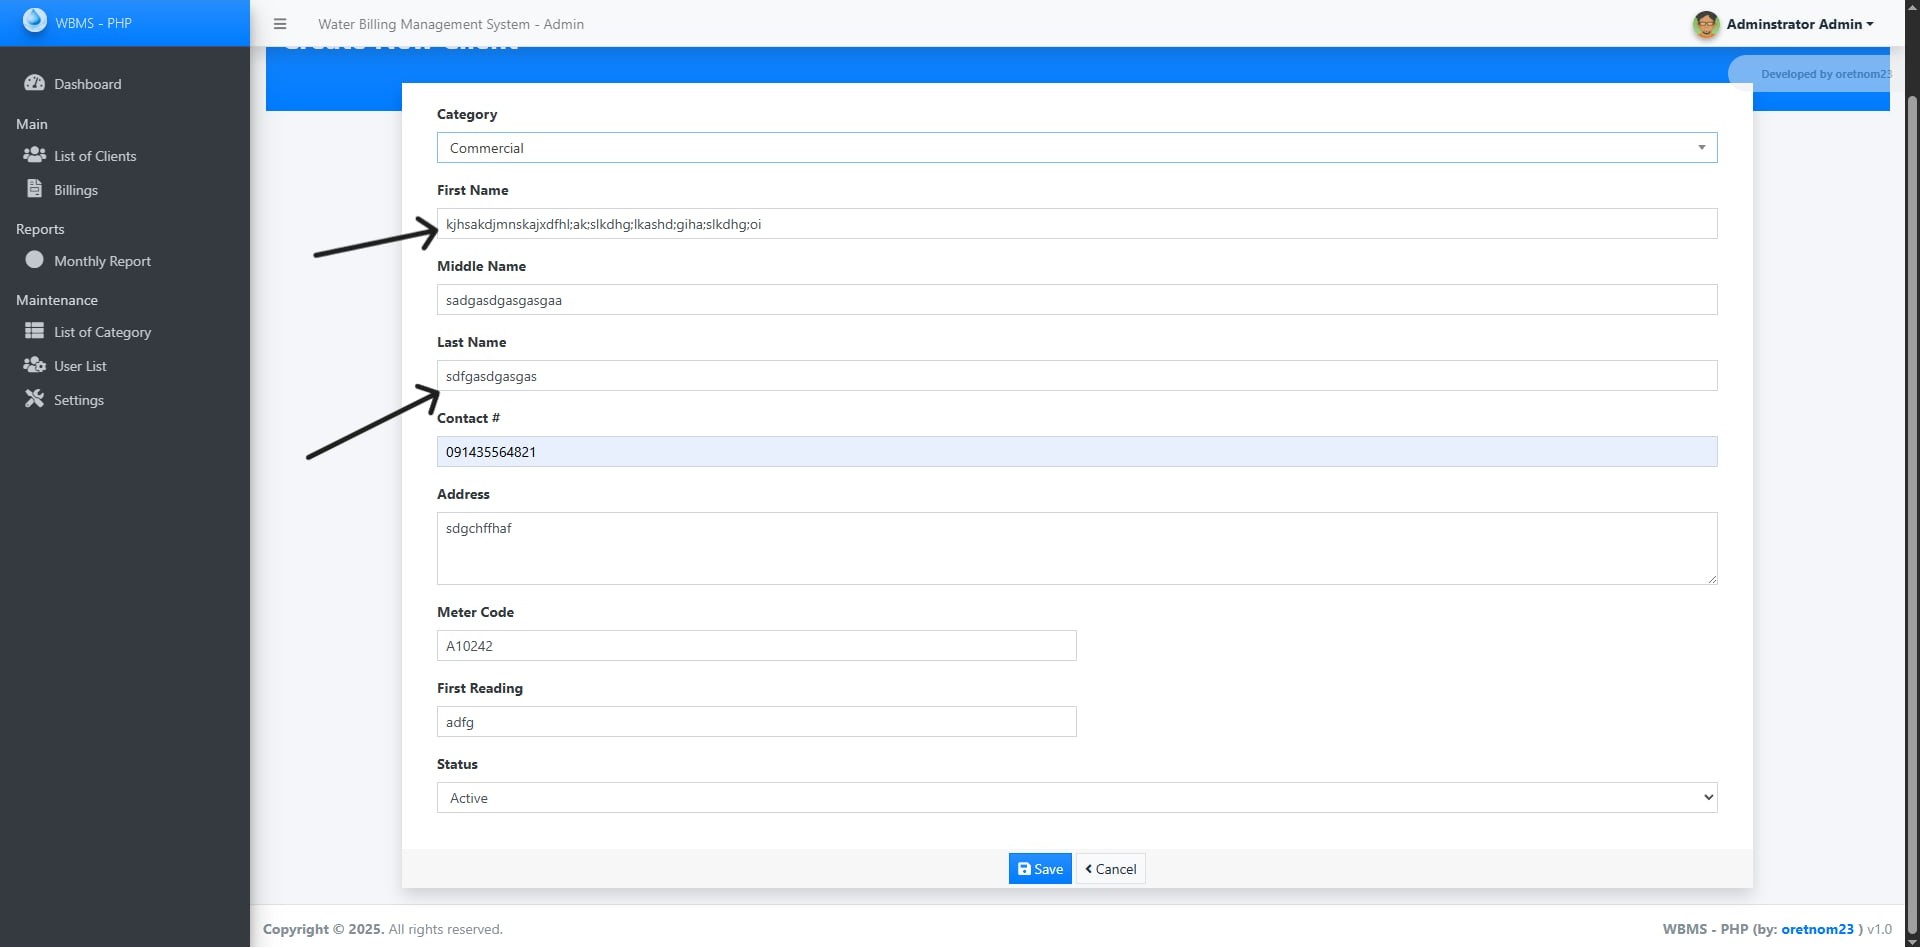 WBMS - PHP
Water Billing Management System - Admin
Adminstrator Admin
Create New Client
Developed by oretnom23
Dashboard
Main
List of Clients
Billings
Reports
Monthly Report
Maintenance
List of Category
User List
Settings
Category
Commercial
First Name
kjhsakdjmnskajxdfhl;ak;slkdhg;lkashd;giha;slkdhg;oi
Middle Name
sadgasdgasgasgaa
Last Name
sdfgasdgasgas
Contact #
091435564821
Address
sdgchffhaf
Meter Code
A10242
First Reading
adfg
Status
Active
Save
Cancel
Copyright © 2025. All rights reserved.
WBMS - PHP (by: oretnom23 ) v1.0